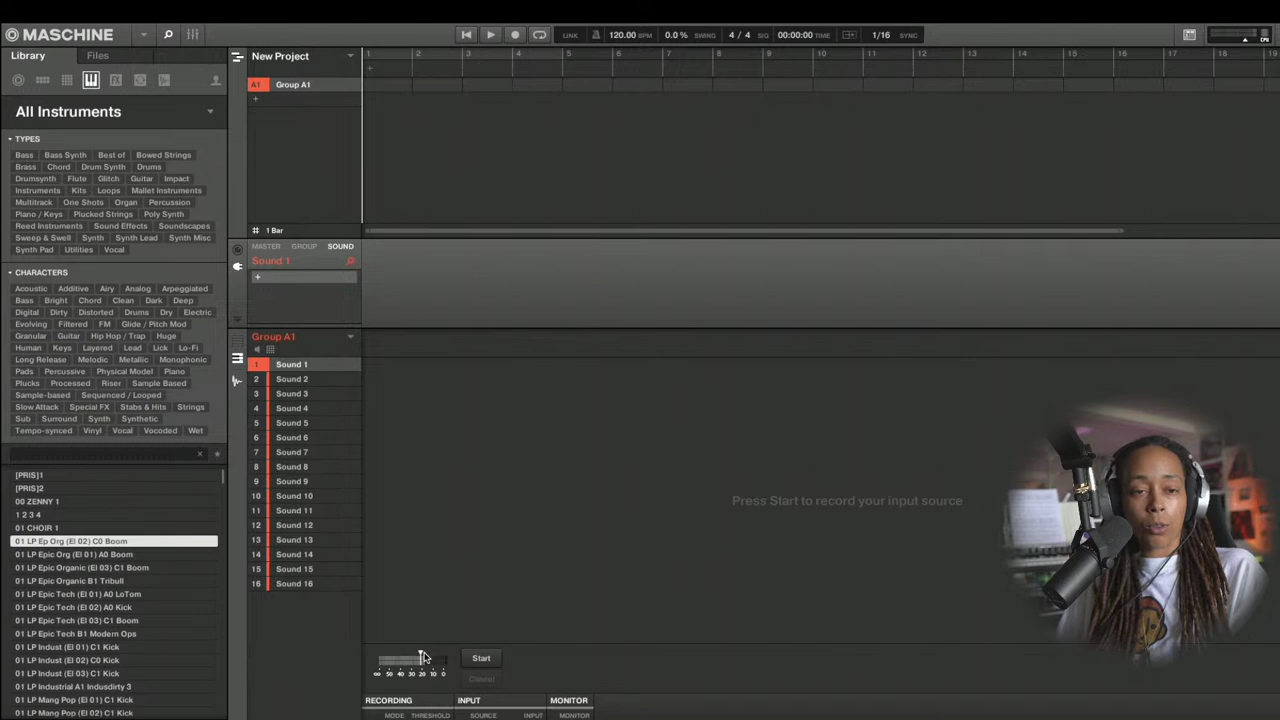 MASCHINE
LINK 120.00 BPM 0.0 % SWING 4 / 4 SIG 00:00:00 1/16 SYNC
CPU
Library Files
All Instruments
TYPES
Bass Bass Synth Best of Bowed Strings
Brass Chord Drum Synth Drums
Drumsynth Flute Glitch Guitar Impact
Instruments Kits Loops Mallet Instruments
Multitrack One Shots Organ Percussion
Piano / Keys Plucked Strings Poly Synth
Reed Instruments Sound Effects Soundscapes
Sweep & Swell Synth Synth Lead Synth Misc
Synth Pad Utilities Vocal
CHARACTERS
Acoustic Additive Airy Analog Arpeggiated
Bass Bright Chord Clean Dark Deep
Digital Dirty Distorted Drums Dry Electric
Evolving Filtered FM Glide / Pitch Mod
Granular Guitar Hip Hop / Trap Huge
Human Keys Layered Lead Lick Lo-Fi
Long Release Melodic Metallic Monophonic
Pads Percussive Physical Model Piano
Plucks Processed Riser Sample Based
Sample-based Sequenced / Looped
Slow Attack Special FX Stabs & Hits Strings
Sub Surround Synth Synthetic
Tempo-synced Vinyl Vocal Vocoded Wet
[PRIS]1
[PRIS]2
00 ZENNY 1
1 2 3 4
01 CHOIR 1
01 LP Ep Org (El 02) C0 Boom
01 LP Epic Org (El 01) A0 Boom
01 LP Epic Organic (El 03) C1 Boom
01 LP Epic Organic B1 Tribull
01 LP Epic Tech (El 01) A0 LoTom
01 LP Epic Tech (El 02) A0 Kick
01 LP Epic Tech (El 03) C1 Boom
01 LP Epic Tech B1 Modern Ops
01 LP Indust (El 01) C1 Kick
01 LP Indust (El 02) C0 Kick
01 LP Indust (El 03) C1 Kick
01 LP Industrial A1 Indusdirty 3
01 LP Mang Pop (El 01) C1 Kick
01 LP Mang Pop (El 02) C1 Kick
New Project
1 2 3 4 5 6 7 8 9 10 11 12 13 14 15 16 17 18 19
A1 Group A1
1 Bar
MASTER GROUP SOUND
Sound 1
Group A1
1 Sound 1
2 Sound 2
3 Sound 3
4 Sound 4
5 Sound 5
6 Sound 6
7 Sound 7
8 Sound 8
9 Sound 9
10 Sound 10
11 Sound 11
12 Sound 12
13 Sound 13
14 Sound 14
15 Sound 15
16 Sound 16
Press Start to record your input source
Start
∞ 50 40 30 20 10 0
Cancel
RECORDING INPUT MONITOR
MODE THRESHOLD SOURCE INPUT MONITOR